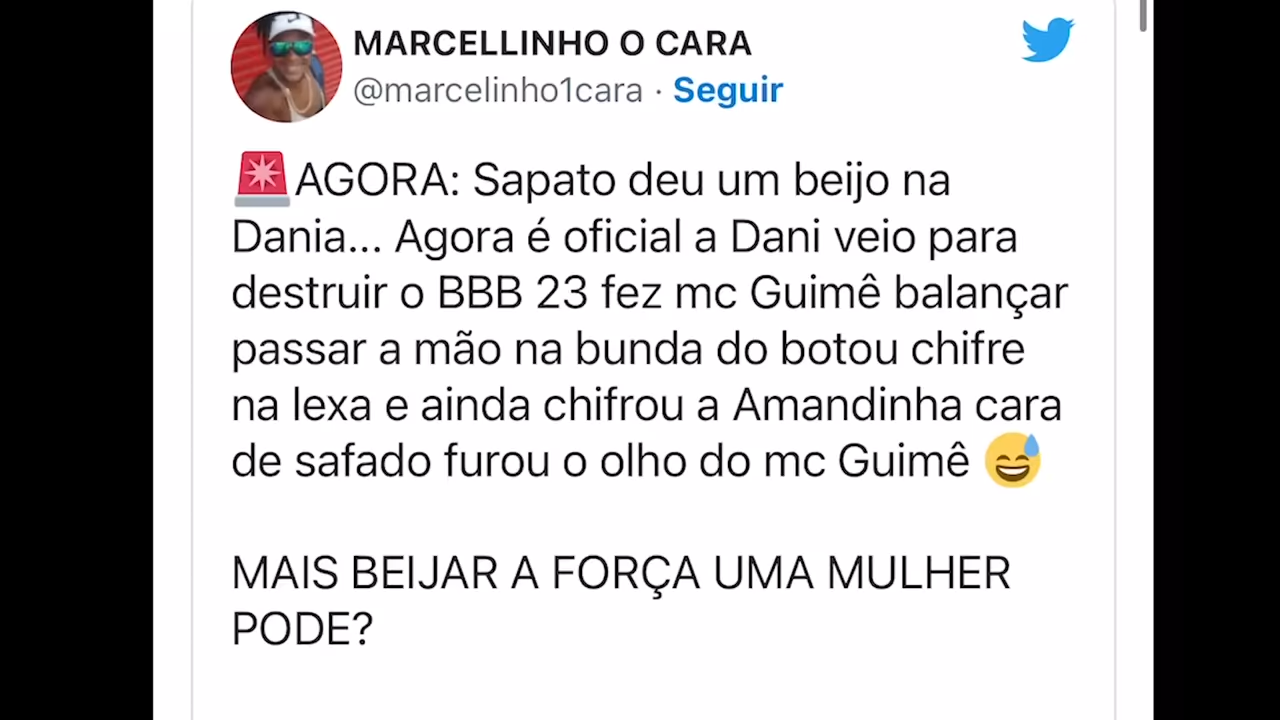 MARCELLINHO O CARA
@marcelinho1cara · Seguir
🚨AGORA: Sapato deu um beijo na
Dania... Agora é oficial a Dani veio para
destruir o BBB 23 fez mc Guimê balançar
passar a mão na bunda do botou chifre
na lexa e ainda chifrou a Amandinha cara
de safado furou o olho do mc Guimê 😅
MAIS BEIJAR A FORÇA UMA MULHER
PODE?